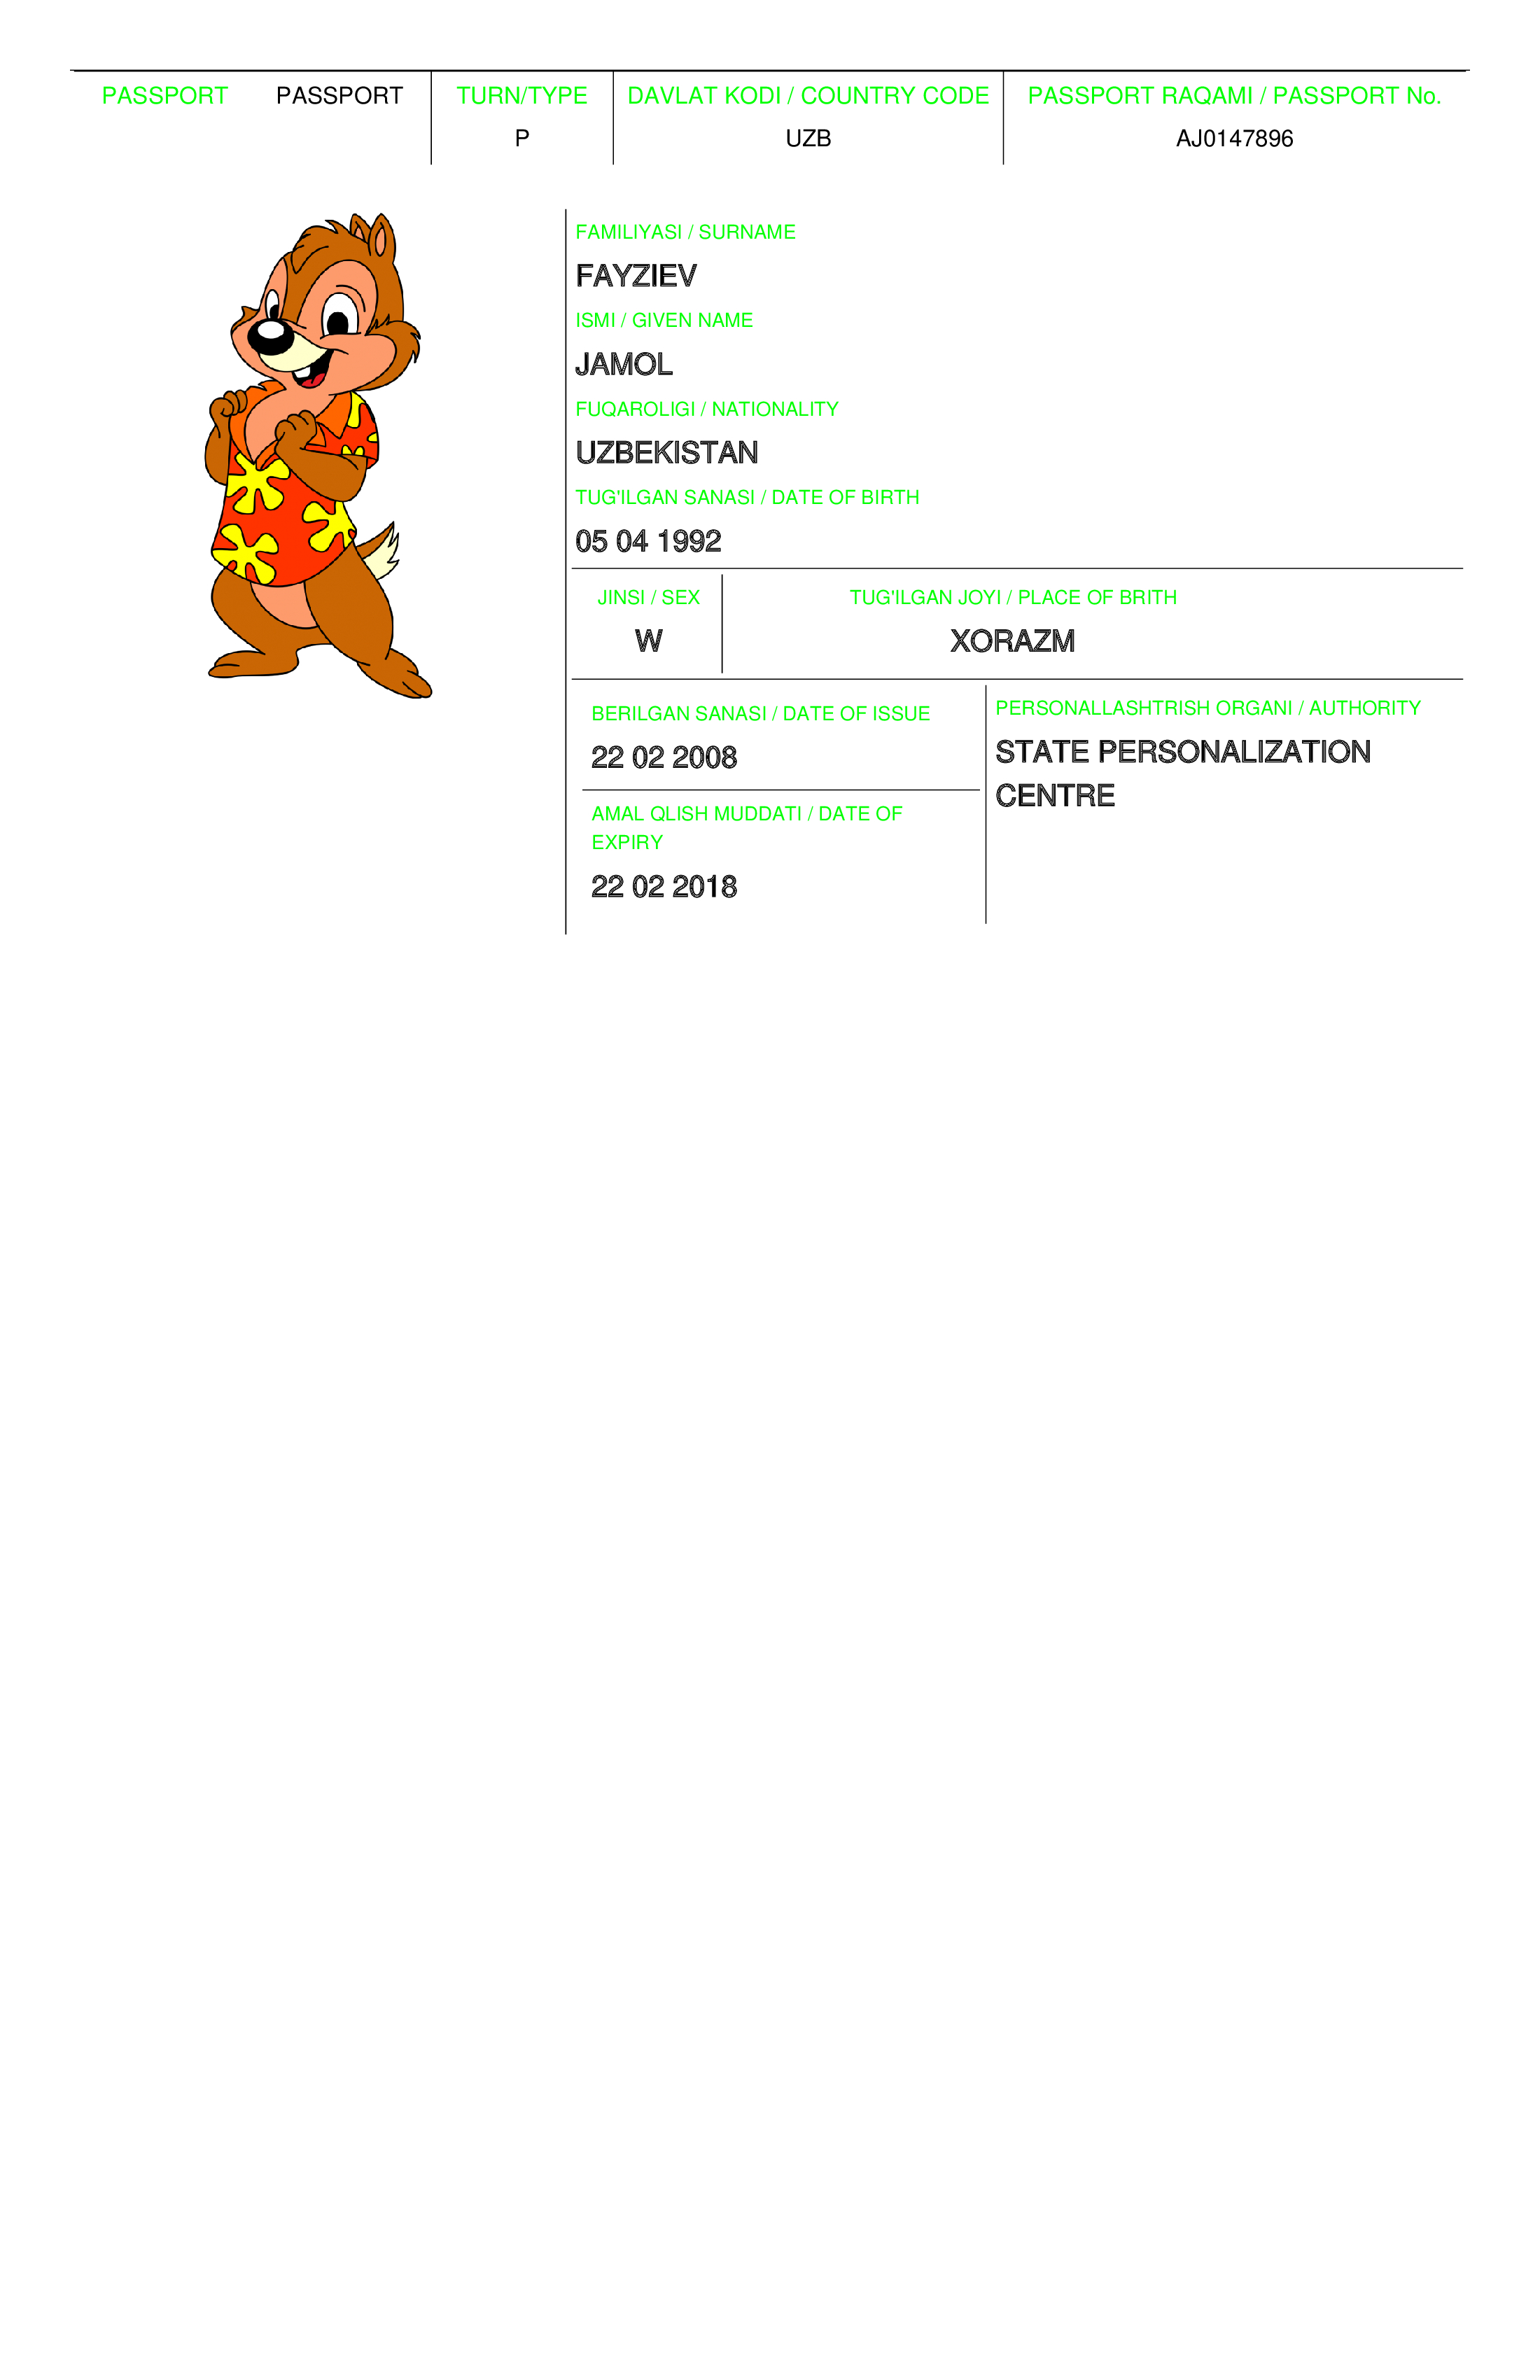 PASSPORT PASSPORT TURN/TYPE DAVLAT KODI / COUNTRY CODE PASSPORT RAQAMI / PASSPORT No.
P UZB AJ0147896
FAMILIYASI / SURNAME
FAYZIEV
ISMI / GIVEN NAME
JAMOL
FUQAROLIGI / NATIONALITY
UZBEKISTAN
TUG'ILGAN SANASI / DATE OF BIRTH
05 04 1992
JINSI / SEX TUG'ILGAN JOYI / PLACE OF BRITH
W XORAZM
BERILGAN SANASI / DATE OF ISSUE
22 02 2008
AMAL QLISH MUDDATI / DATE OF
EXPIRY
22 02 2018
PERSONALLASHTRISH ORGANI / AUTHORITY
STATE PERSONALIZATION
CENTRE